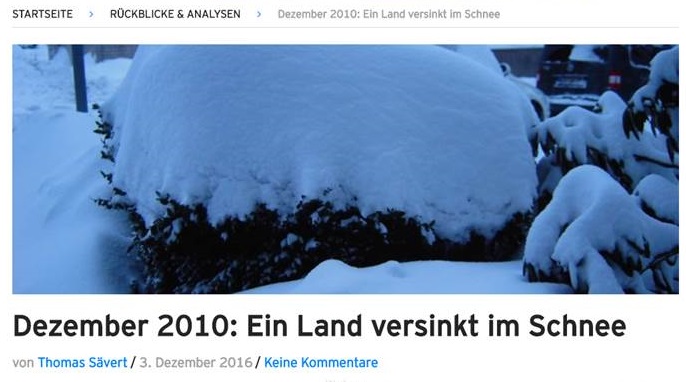 STARTSEITE › RÜCKBLICKE & ANALYSEN › Dezember 2010: Ein Land versinkt im Schnee
Dezember 2010: Ein Land versinkt im Schnee
von Thomas Sävert / 3. Dezember 2016 / Keine Kommentare